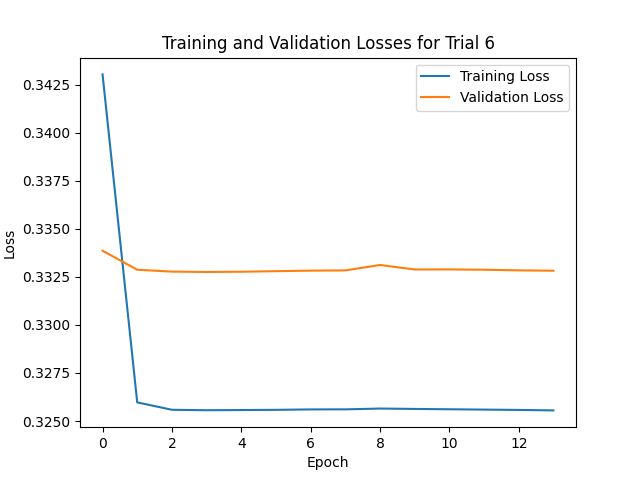 Training and Validation Losses for Trial 6
Training Loss
Validation Loss
0.3425
0.3400
0.3375
0.3350
0.3325
0.3300
0.3275
0.3250
Loss
0 2 4 6 8 10 12
Epoch